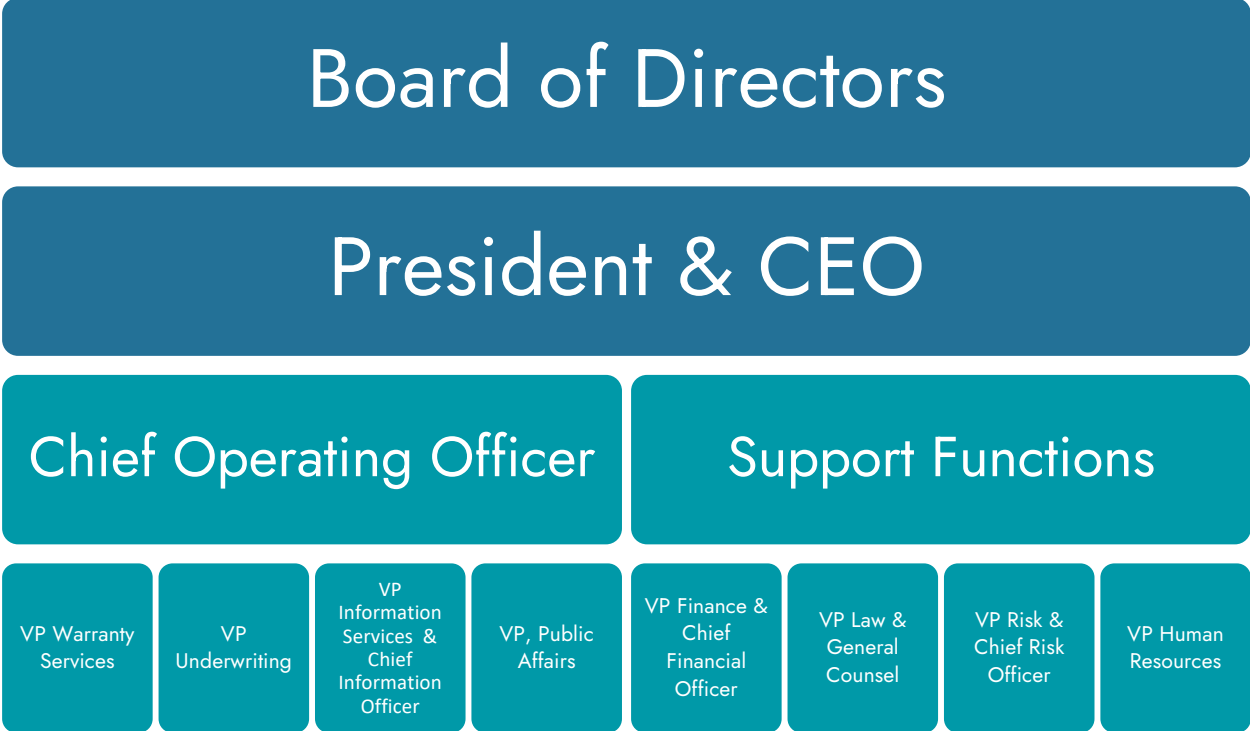 Board of Directors
President & CEO
Chief Operating Officer
Support Functions
VP Warranty
Services
VP
Underwriting
VP
Information
Services &
Chief
Information
Officer
VP, Public
Affairs
VP Finance &
Chief
Financial
Officer
VP Law &
General
Counsel
VP Risk &
Chief Risk
Officer
VP Human
Resources